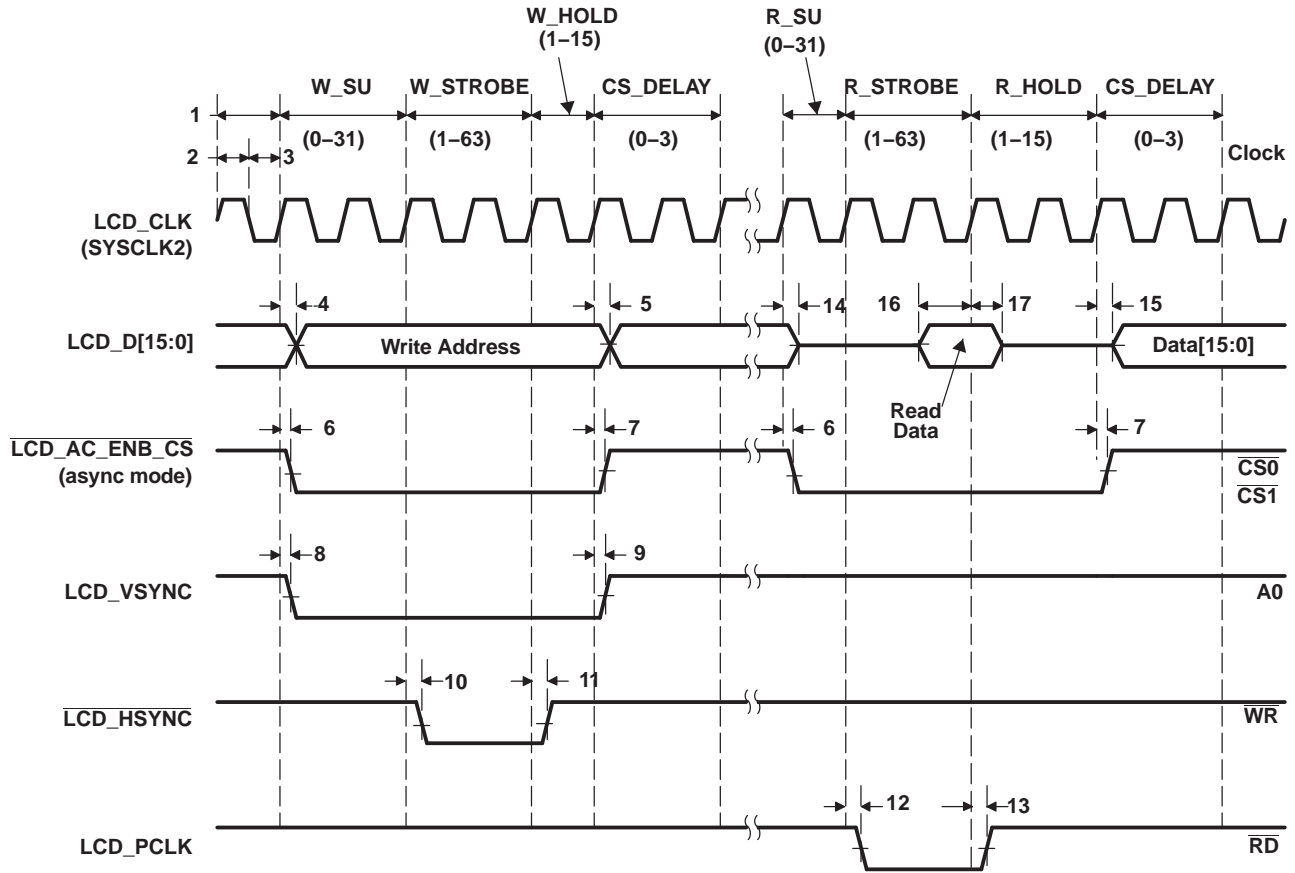 W_HOLD
(1–15)
R_SU
(0–31)
W_SU
W_STROBE
CS_DELAY
R_STROBE
R_HOLD
CS_DELAY
1
(0–31)
(1–63)
(0–3)
(1–63)
(1–15)
(0–3)
2
3
Clock
LCD_CLK
(SYSCLK2)
4
5
14
16
17
15
LCD_D[15:0]
Write Address
Data[15:0]
Read
Data
6
7
6
7
LCD_AC_ENB_CS
(async mode)
CS0
CS1
8
9
LCD_VSYNC
A0
10
11
LCD_HSYNC
WR
12
13
LCD_PCLK
RD